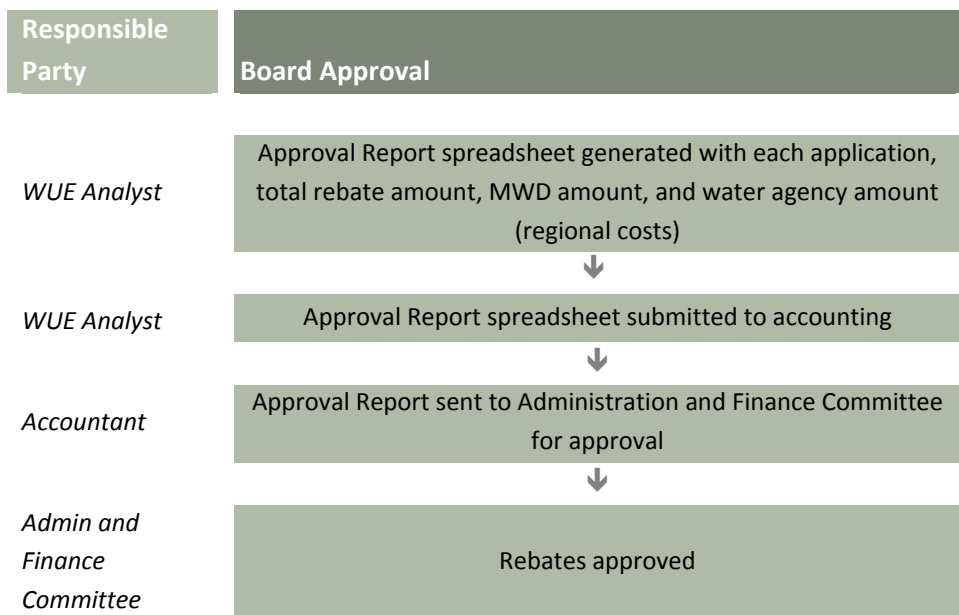 Responsible
Party
Board Approval
WUE Analyst
Approval Report spreadsheet generated with each application,
total rebate amount, MWD amount, and water agency amount
(regional costs)
WUE Analyst
Approval Report spreadsheet submitted to accounting
Accountant
Approval Report sent to Administration and Finance Committee
for approval
Admin and
Finance
Committee
Rebates approved